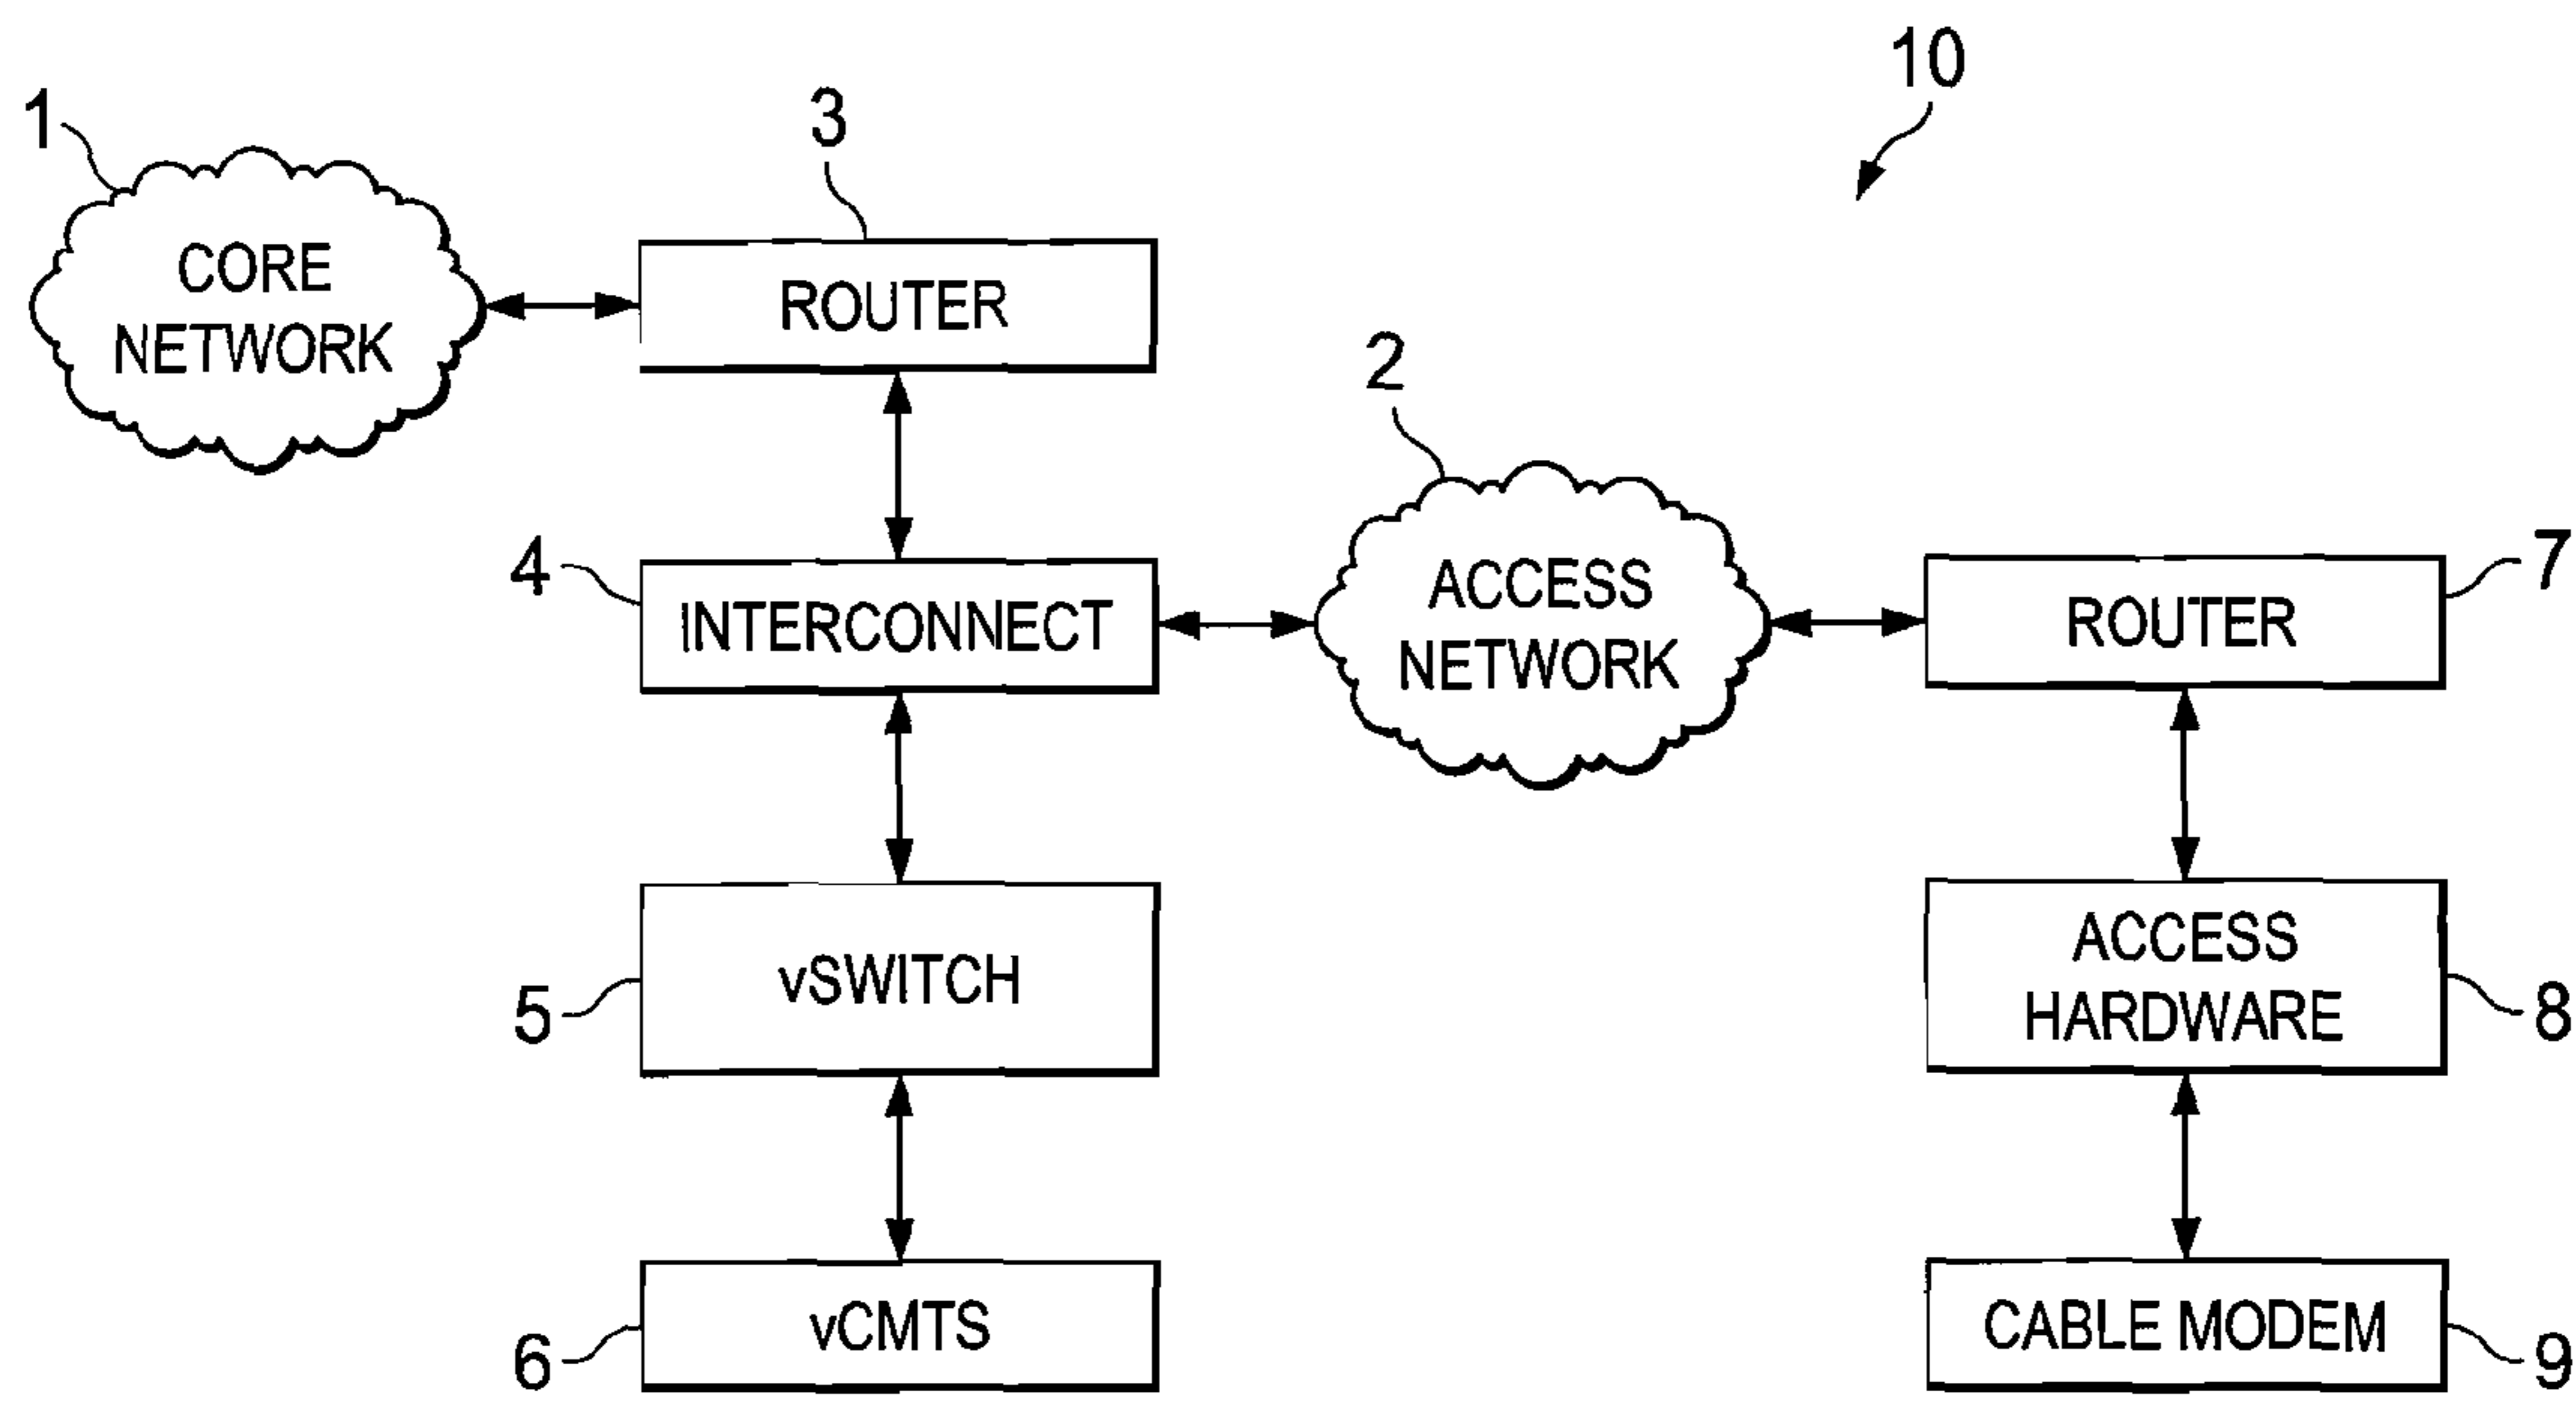 10
1
3
CORE
NETWORK
ROUTER
2
4
INTERCONNECT
ACCESS
NETWORK
7
ROUTER
5
vSWITCH
ACCESS
HARDWARE
8
6
vCMTS
CABLE MODEM
9